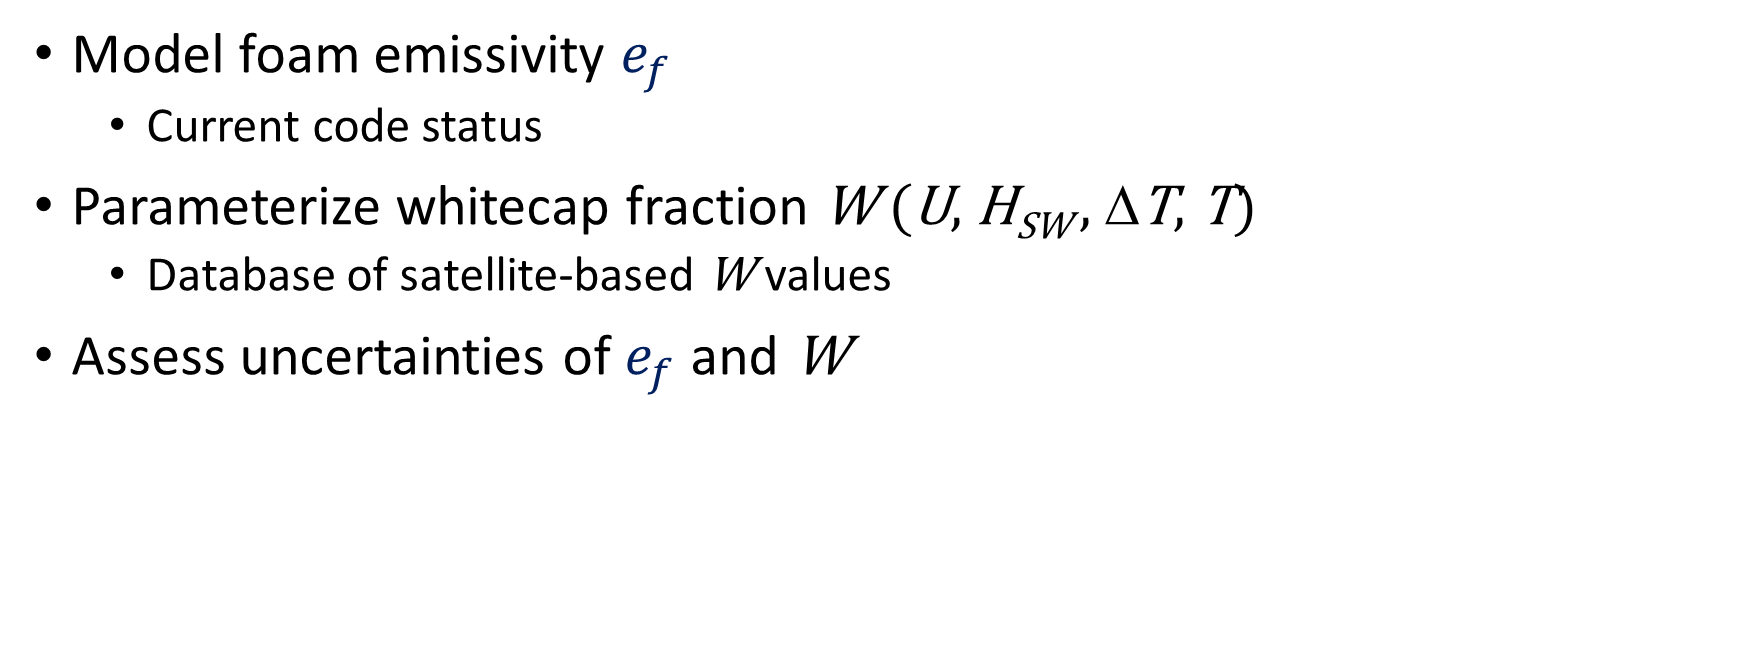 • Model foam emissivity e_f
• Current code status
• Parameterize whitecap fraction W(U, H_SW, ΔT, T)
• Database of satellite-based W values
• Assess uncertainties of e_f and W